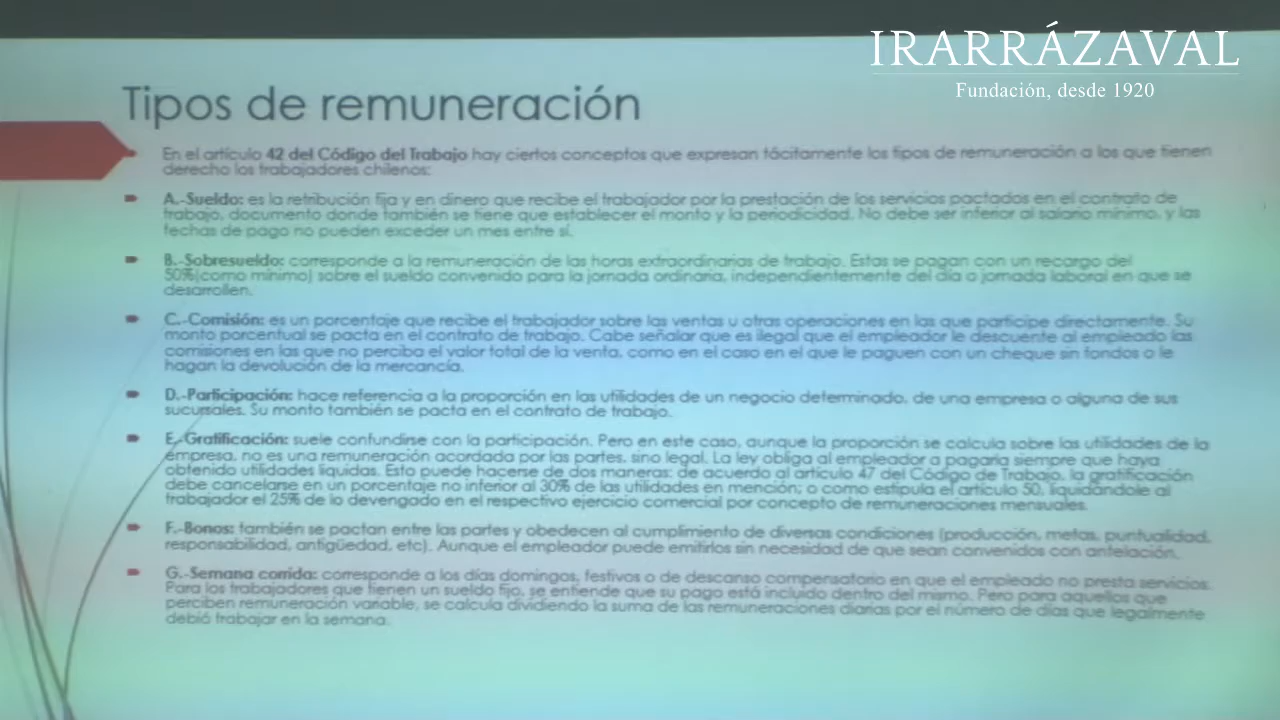 IRARRÁZAVAL
Fundación, desde 1920
Tipos de remuneración
En el artículo 42 del Código del Trabajo hay ciertos conceptos que expresan tácitamente los tipos de remuneración a los que tienen
derecho los trabajadores chilenos:
A.-Sueldo: es la retribución fija y en dinero que recibe el trabajador por la prestación de los servicios pactados en el contrato de
trabajo, documento donde también se tiene que establecer el monto y la periodicidad. No debe ser inferior al salario mínimo, y las
fechas de pago no pueden exceder un mes entre sí.
B.-Sobresueldo: corresponde a la remuneración de las horas extraordinarias de trabajo. Estas se pagan con un recargo del
50%(como mínimo) sobre el sueldo convenido para la jornada ordinaria, independientemente del día o jornada laboral en que se
desarrollen.
C.-Comisión: es un porcentaje que recibe el trabajador sobre las ventas u otras operaciones en las que participe directamente. Su
monto porcentual se pacta en el contrato de trabajo. Cabe señalar que es ilegal que el empleador le descuente al empleado las
comisiones en las que no perciba el valor total de la venta, como en el caso en el que le paguen con un cheque sin fondos o le
hagan la devolución de la mercancía.
D.-Participación: hace referencia a la proporción en las utilidades de un negocio determinado, de una empresa o alguna de sus
sucursales. Su monto también se pacta en el contrato de trabajo.
E.-Gratificación: suele confundirse con la participación. Pero en este caso, aunque la proporción se calcula sobre las utilidades de la
empresa, no es una remuneración acordada por las partes, sino legal. La ley obliga al empleador a pagarla siempre que haya
obtenido utilidades líquidas. Esto puede hacerse de dos maneras: de acuerdo al artículo 47 del Código de Trabajo, la gratificación
debe cancelarse en un porcentaje no inferior al 30% de las utilidades en mención; o como estipula el artículo 50, liquidándole al
trabajador el 25% de lo devengado en el respectivo ejercicio comercial por concepto de remuneraciones mensuales.
F.-Bonos: también se pactan entre las partes y obedecen al cumplimiento de diversas condiciones (producción, metas, puntualidad,
responsabilidad, antigüedad, etc). Aunque el empleador puede emitirlos sin necesidad de que sean convenidos con antelación.
G.-Semana corrida: corresponde a los días domingos, festivos o de descanso compensatorio en que el empleado no presta servicios.
Para los trabajadores que tienen un sueldo fijo, se entiende que su pago está incluido dentro del mismo. Pero para aquellos que
perciben remuneración variable, se calcula dividiendo la suma de las remuneraciones diarias por el número de días que legalmente
debió trabajar en la semana.